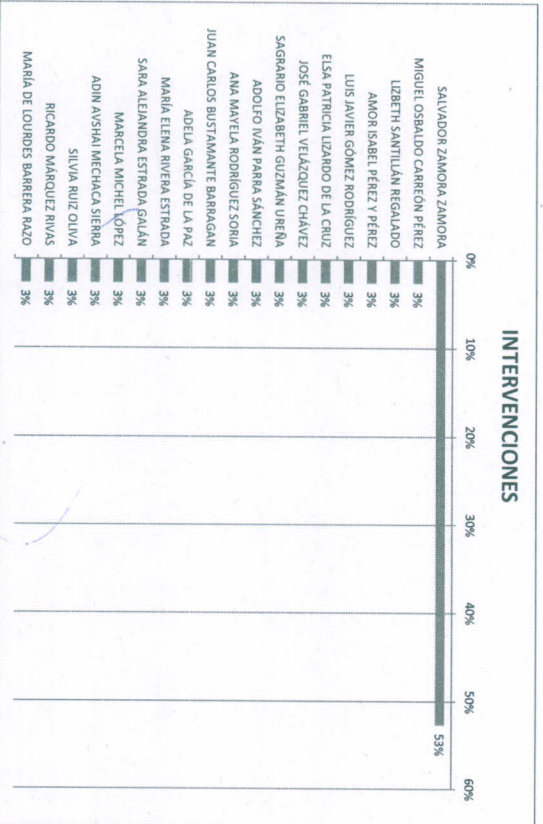 INTERVENCIONES
0% 10% 20% 30% 40% 50% 60%
SALVADOR ZAMORA ZAMORA 53%
MIGUEL OSBALDO CARREÓN PÉREZ 3%
LIZBETH SANTILLÁN REGALADO 3%
AMOR ISABEL PÉREZ Y PÉREZ 3%
LUIS JAVIER GÓMEZ RODRÍGUEZ 3%
ELSA PATRICIA LIZARDO DE LA CRUZ 3%
JOSÉ GABRIEL VELÁZQUEZ CHÁVEZ 3%
SAGRARIO ELIZABETH GUZMÁN UREÑA 3%
ADOLFO IVÁN PARRA SÁNCHEZ 3%
ANA MAYELA RODRÍGUEZ SORIA 3%
JUAN CARLOS BUSTAMANTE BARRAGAN 3%
ADELA GARCÍA DE LA PAZ 3%
MARÍA ELENA RIVERA ESTRADA 3%
SARA ALEJANDRA ESTRADA GALÁN 3%
MARCELA MICHEL LÓPEZ 3%
ADIN AVSHAI MECHACA SIERRA 3%
SILVIA RUIZ OLIVA 3%
RICARDO MÁRQUEZ RIVAS 3%
MARÍA DE LOURDES BARRERA RAZO 3%